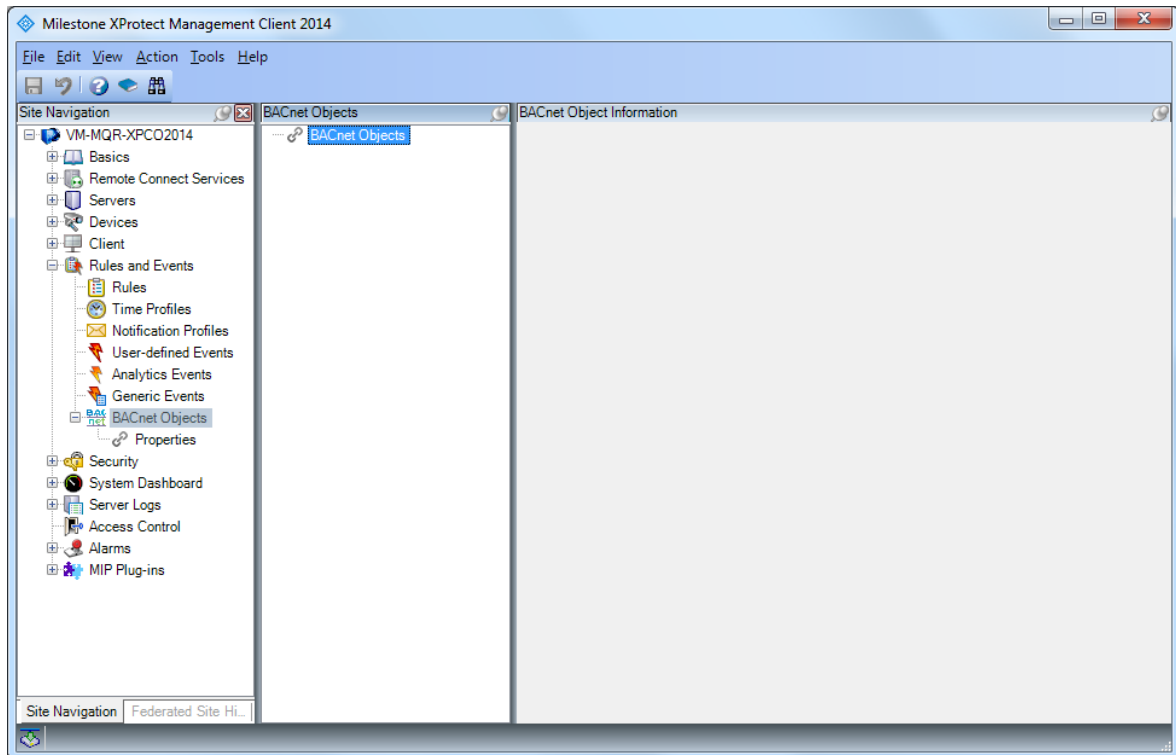 Milestone XProtect Management Client 2014
File Edit View Action Tools Help
Site Navigation
VM-MQR-XPCO2014
Basics
Remote Connect Services
Servers
Devices
Client
Rules and Events
Rules
Time Profiles
Notification Profiles
User-defined Events
Analytics Events
Generic Events
BAC
net
BACnet Objects
Properties
Security
System Dashboard
Server Logs
Access Control
Alarms
MIP Plug-ins
Site Navigation
Federated Site Hi...
BACnet Objects
BACnet Objects
BACnet Object Information